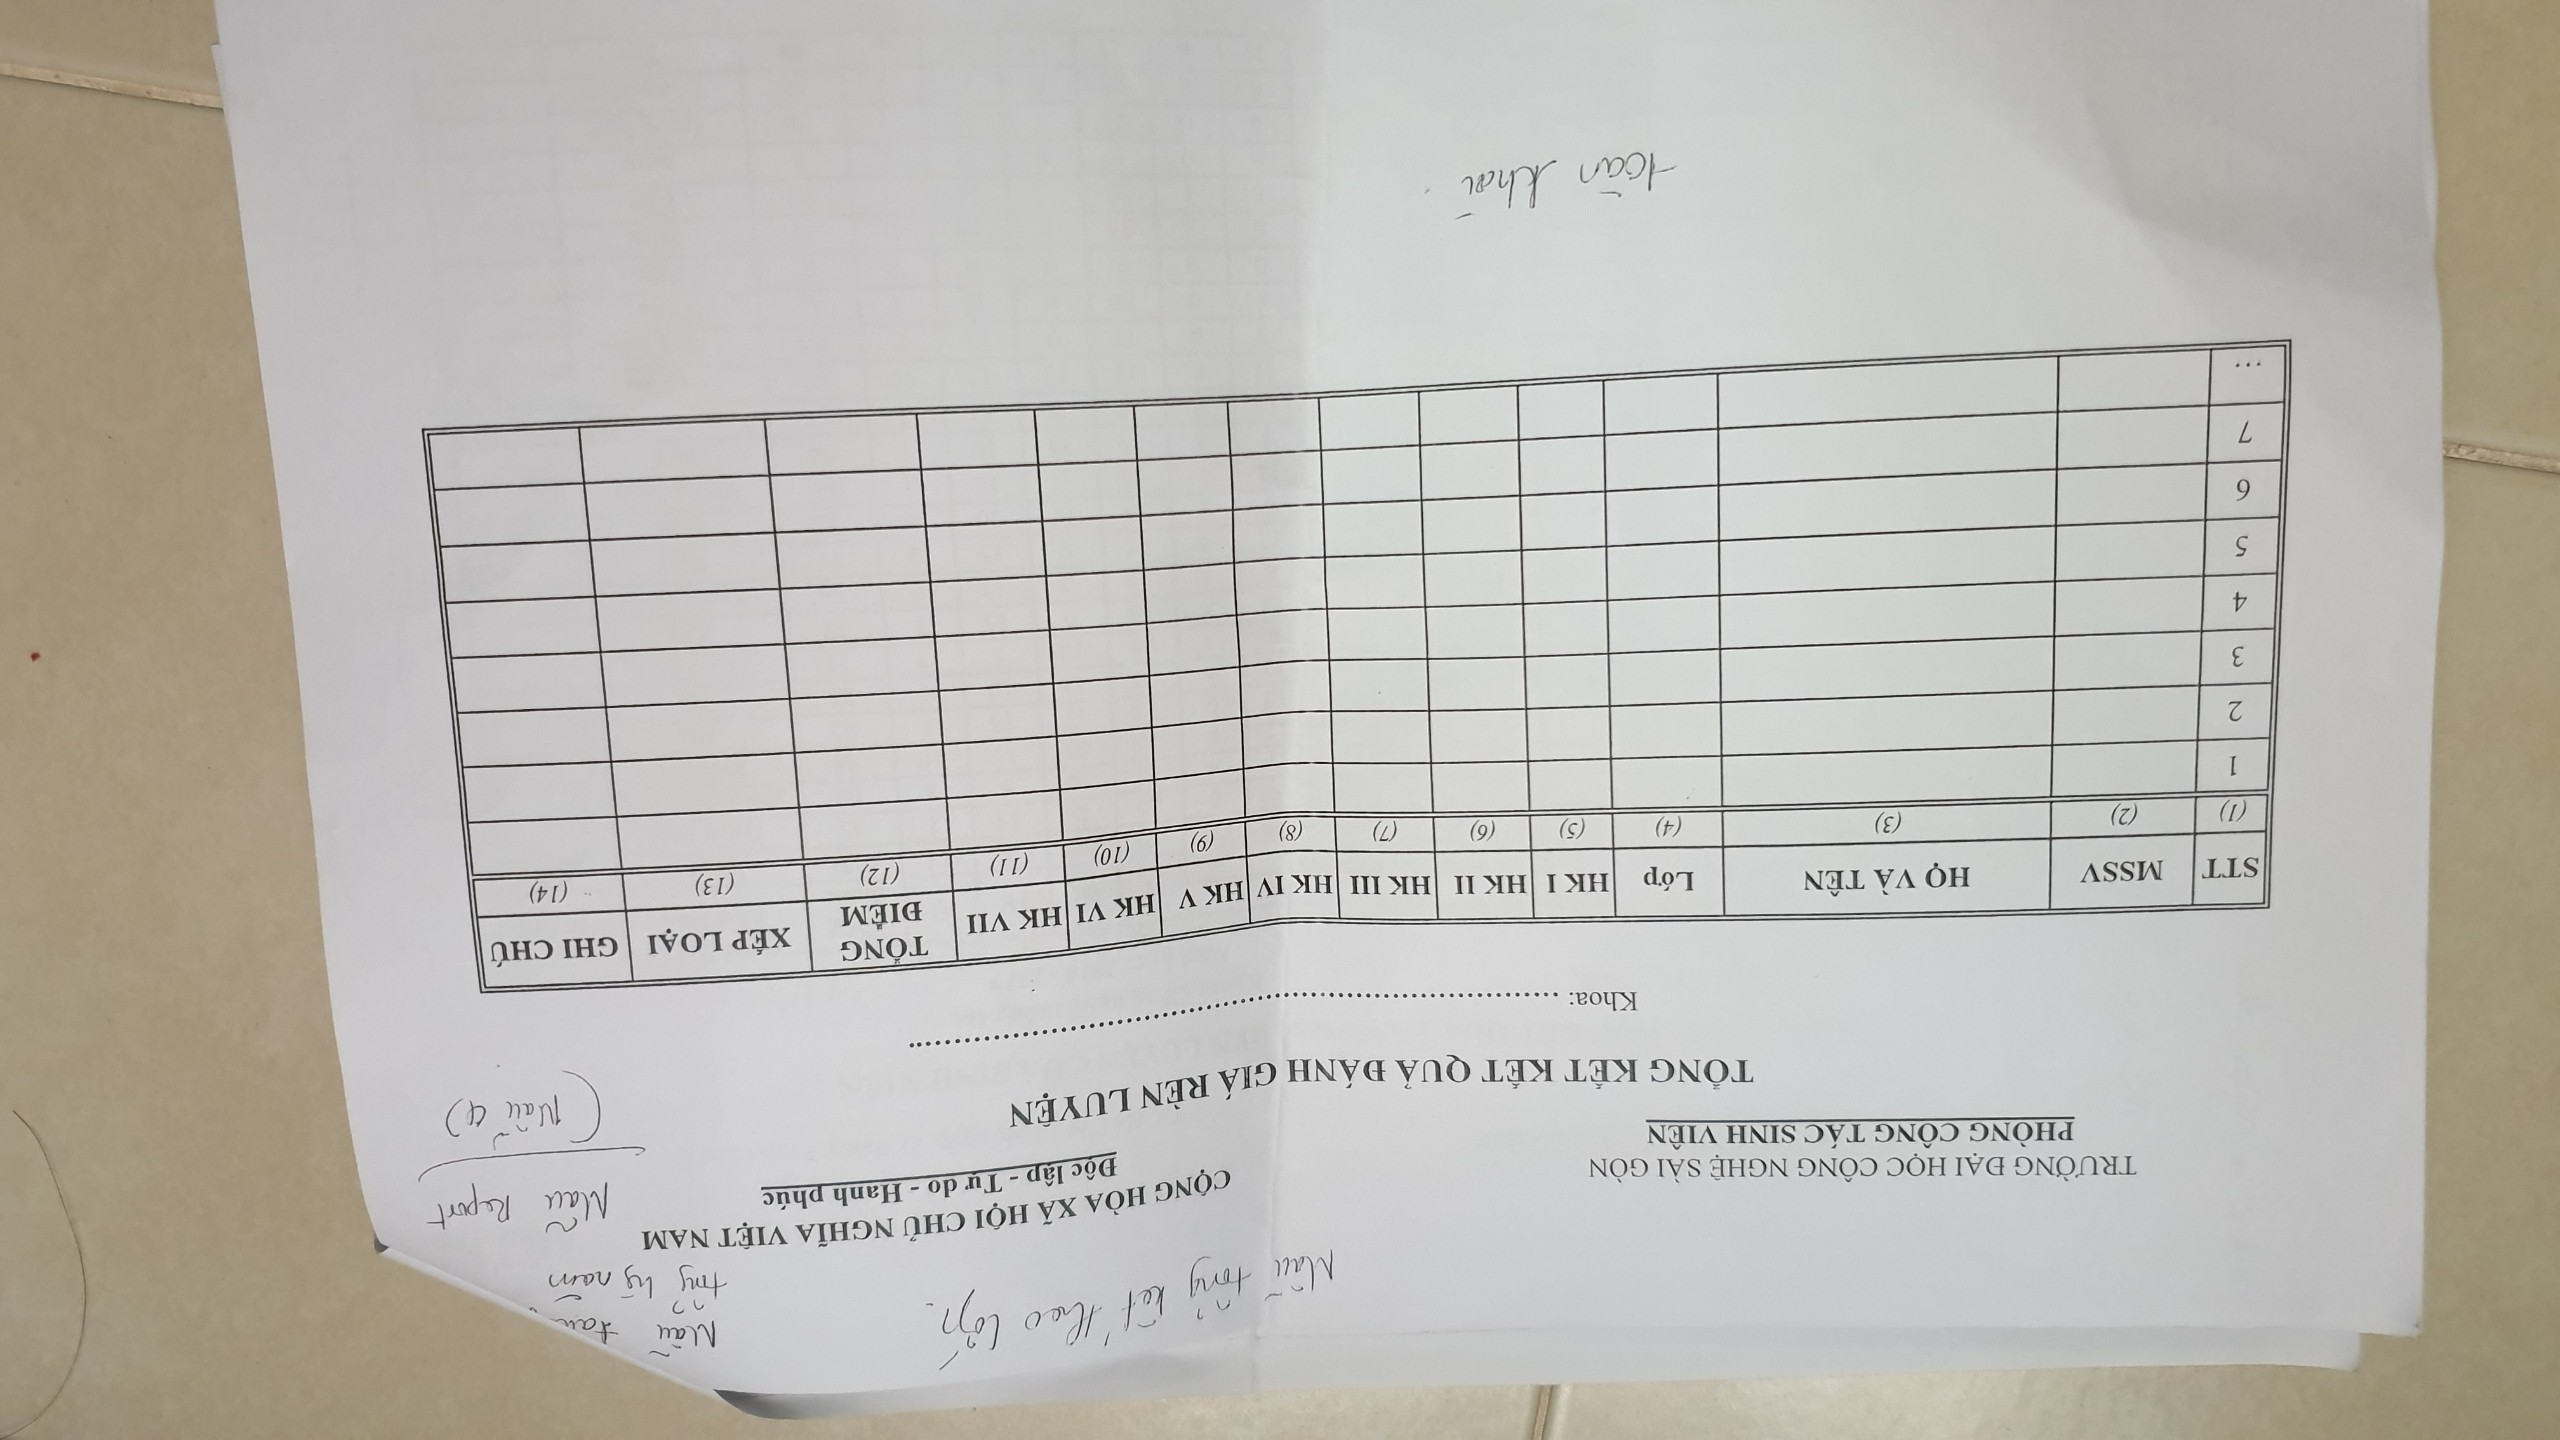 Mẫu tổng kết theo lớp.
Mẫu
tổng hợp năm
TRƯỜNG ĐẠI HỌC CÔNG NGHỆ SÀI GÒN
PHÒNG CÔNG TÁC SINH VIÊN
CỘNG HÒA XÃ HỘI CHỦ NGHĨA VIỆT NAM
Độc lập - Tự do - Hanh phúc
Mẫu Report
(Mẫu 4)
TỔNG KẾT KẾT QUẢ ĐÁNH GIÁ RÈN LUYỆN
Khoa: ..........................................................................................
STT MSSV HỌ VÀ TÊN Lớp HK I HK II HK III HK IV HK V HK VI HK VII TỔNG ĐIỂM XẾP LOẠI GHI CHÚ
(1) (2) (3) (4) (5) (6) (7) (8) (9) (10) (11) (12) (13) (14)
1
2
3
4
5
6
7
...
toàn khoá.